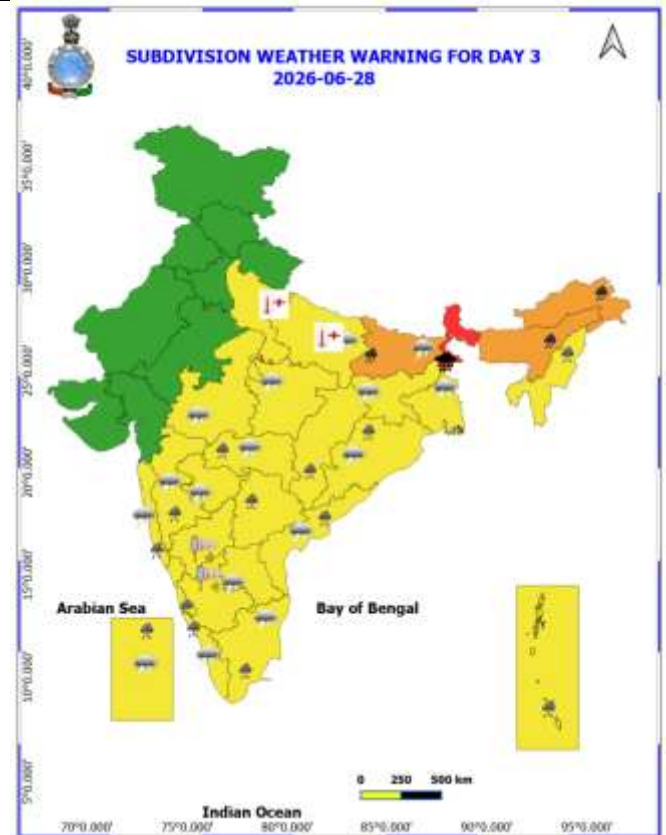 SUBDIVISION WEATHER WARNING FOR DAY 3
2026-06-28
40°0.000'
35°0.000'
30°0.000'
25°0.000'
20°0.000'
15°0.000'
10°0.000'
5°0.000'
Arabian Sea
Bay of Bengal
0 250 500 km
Indian Ocean
70°0.000' 75°0.000' 80°0.000' 85°0.000' 90°0.000' 95°0.000'